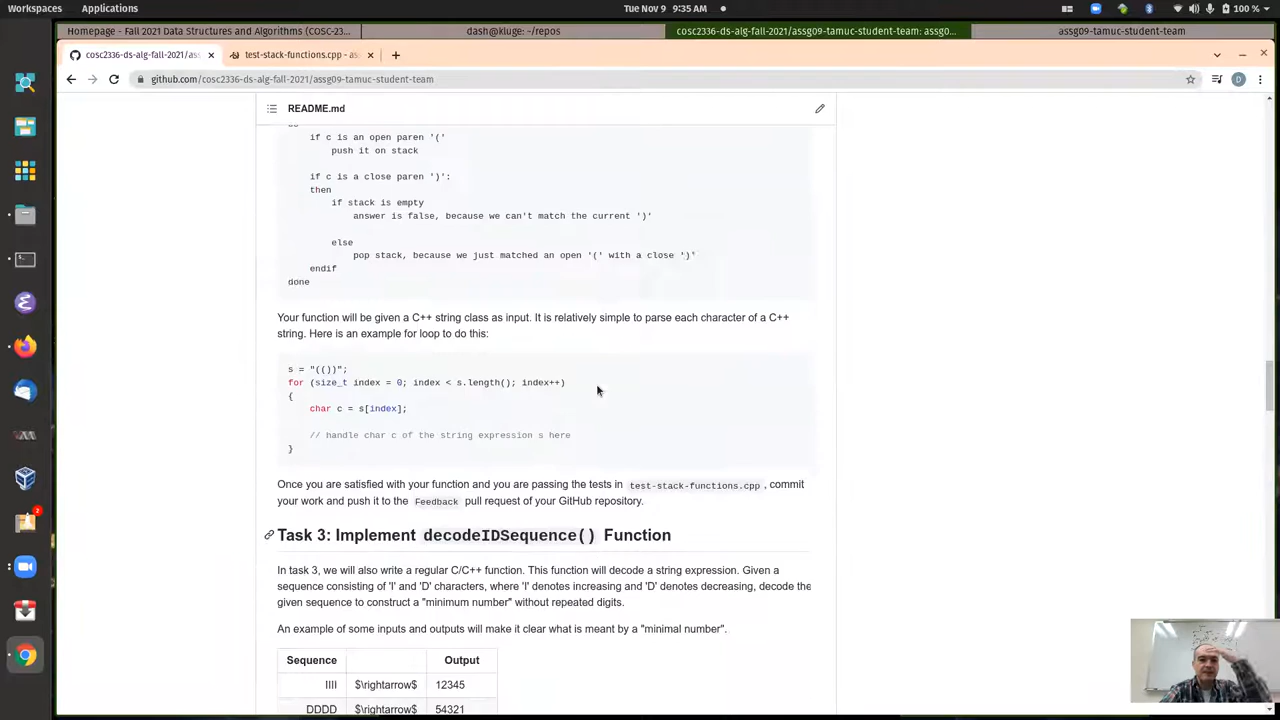 Workspaces Applications Tue Nov 9 9:35 AM 100 %
Homepage - Fall 2021 Data Structures and Algorithms (COSC-2... dash@kluge: ~/repos cosc2336-ds-alg-fall-2021/assg09-tamuc-student-team: assg0... assg09-tamuc-student-team
cosc2336-ds-alg-fall-2021/ass test-stack-functions.cpp - ass
github.com/cosc2336-ds-alg-fall-2021/assg09-tamuc-student-team D
README.md
if c is an open paren '('
push it on stack
if c is a close paren ')':
then
if stack is empty
answer is false, because we can't match the current ')'
else
pop stack, because we just matched an open '(' with a close ')'
endif
done
Your function will be given a C++ string class as input. It is relatively simple to parse each character of a C++
string. Here is an example for loop to do this:
s = "(())";
for (size_t index = 0; index < s.length(); index++)
{
char c = s[index];
// handle char c of the string expression s here
}
Once you are satisfied with your function and you are passing the tests in test-stack-functions.cpp, commit
your work and push it to the Feedback pull request of your GitHub repository.
Task 3: Implement decodeIDSequence() Function
In task 3, we will also write a regular C/C++ function. This function will decode a string expression. Given a
sequence consisting of 'I' and 'D' characters, where 'I' denotes increasing and 'D' denotes decreasing, decode the
given sequence to construct a "minimum number" without repeated digits.
An example of some inputs and outputs will make it clear what is meant by a "minimal number".
Sequence Output
IIII $\rightarrow$ 12345
DDDD $\rightarrow$ 54321
2